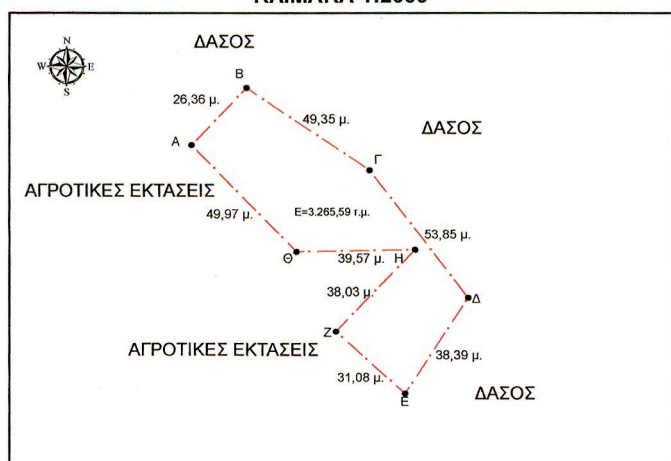 ΔΑΣΟΣ
N
W E
S
Β
26,36 μ.
49,35 μ.
ΔΑΣΟΣ
Α
Γ
ΑΓΡΟΤΙΚΕΣ ΕΚΤΑΣΕΙΣ
49,97 μ.
Ε=3.265,59 τ.μ.
53,85 μ.
Θ
39,57 μ.
Η
38,03 μ.
Δ
Ζ
ΑΓΡΟΤΙΚΕΣ ΕΚΤΑΣΕΙΣ
38,39 μ.
31,08 μ.
ΔΑΣΟΣ
Ε